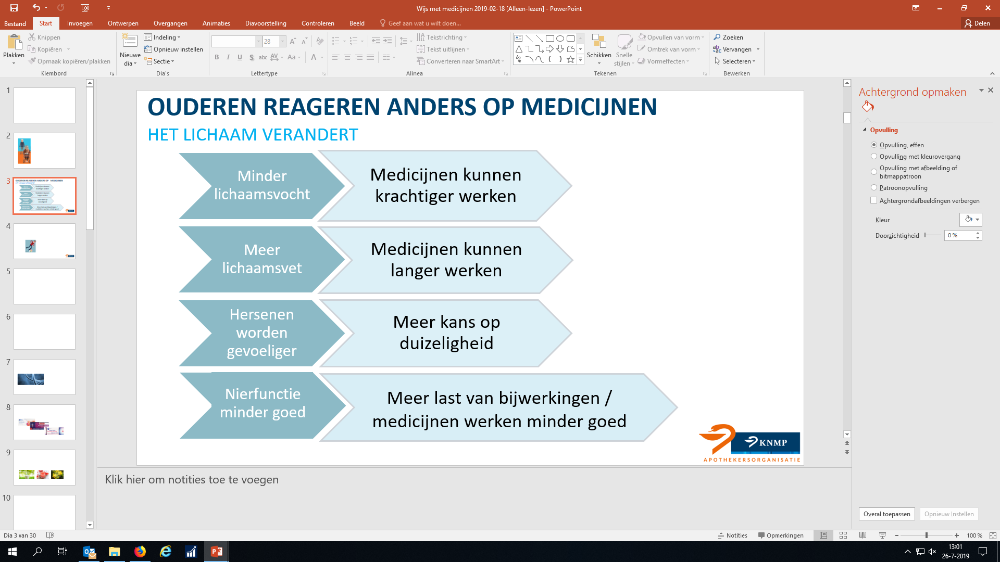 Wijs met medicijnen 2019-02-18 [Alleen-lezen] - PowerPoint
Bestand Start Invoegen Ontwerpen Overgangen Animaties Diavoorstelling Controleren Beeld Geef aan wat u wilt doen... Delen
Plakken
Knippen
Kopiëren
Opmaak kopiëren/plakken
Klembord
Nieuwe dia
Indeling
Opnieuw instellen
Sectie
Dia's
28
B I U S abc AV Aa A
Lettertype
Tekstrichting
Tekst uitlijnen
Converteren naar SmartArt
Alinea
Schikken
Snelle stijlen
Opvullen van vorm
Omtrek van vorm
Vormeffecten
Tekenen
Zoeken
Vervangen
Selecteren
Bewerken
1
2
3
4
5
6
7
8
9
10
OUDEREN REAGEREN ANDERS OP MEDICIJNEN
HET LICHAAM VERANDERT
Minder
lichaamsvocht
Medicijnen kunnen
krachtiger werken
Meer
lichaamsvet
Medicijnen kunnen
langer werken
Hersenen
worden
gevoeliger
Meer kans op
duizeligheid
Nierfunctie
minder goed
Meer last van bijwerkingen /
medicijnen werken minder goed
KNMP
APOTHEKERSORGANISATIE
Klik hier om notities toe te voegen
Achtergrond opmaken
Opvulling
Opvulling, effen
Opvulling met kleurovergang
Opvulling met afbeelding of
bitmappatroon
Patroonopvulling
Achtergrondafbeeldingen verbergen
Kleur
Doorzichtigheid 0 %
Overal toepassen Opnieuw Instellen
Dia 3 van 30 Notities Opmerkingen 100 %
13:01
26-7-2019